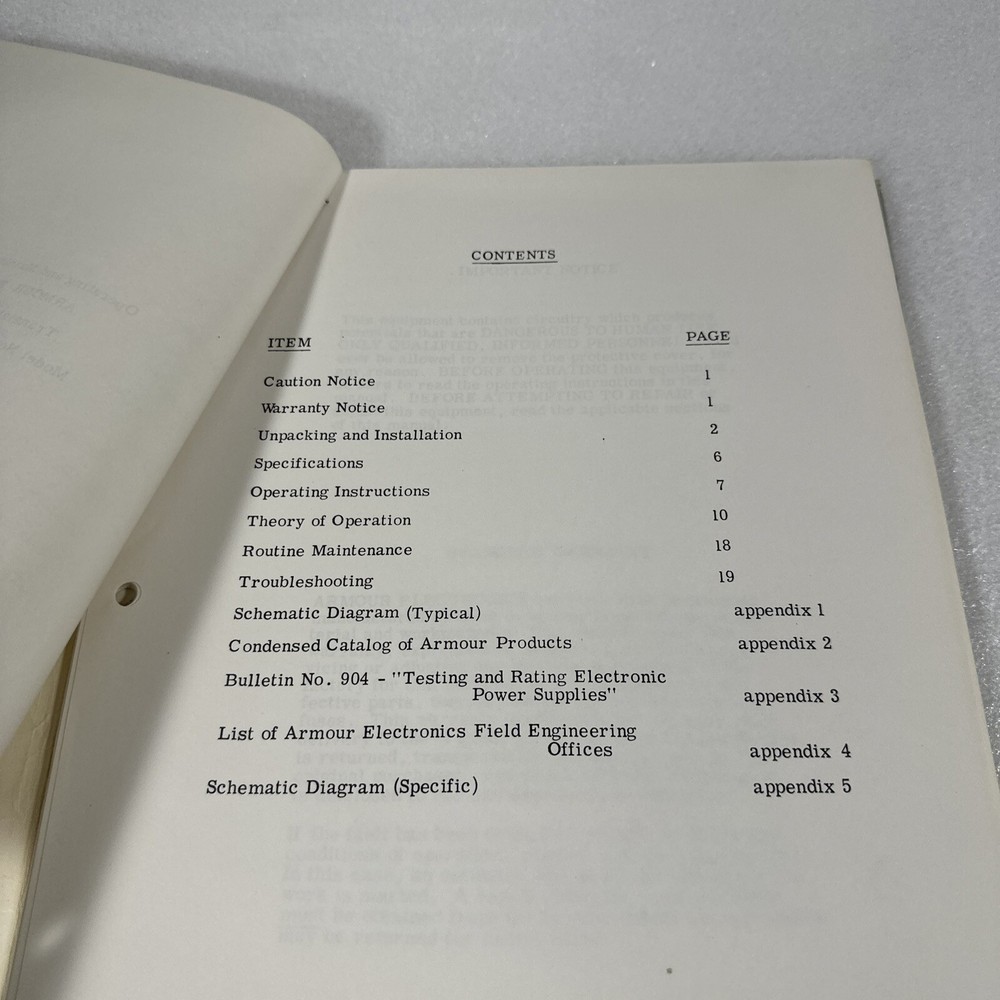 CONTENTS
ITEM PAGE
Caution Notice 1
Warranty Notice 1
Unpacking and Installation 2
Specifications 6
Operating Instructions 7
Theory of Operation 10
Routine Maintenance 18
Troubleshooting 19
Schematic Diagram (Typical) appendix 1
Condensed Catalog of Armour Products appendix 2
Bulletin No. 904 - "Testing and Rating Electronic
Power Supplies" appendix 3
List of Armour Electronics Field Engineering
Offices appendix 4
Schematic Diagram (Specific) appendix 5